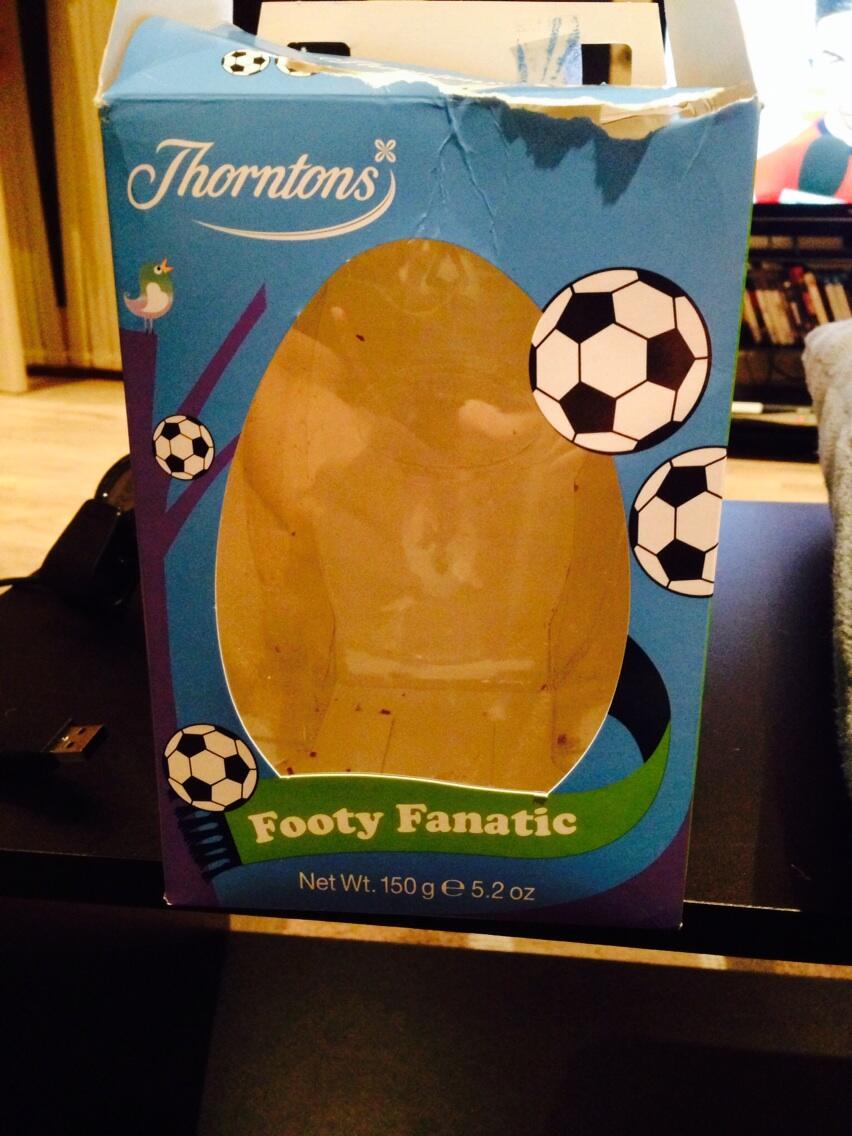 Thorntons
Footy Fanatic
Net Wt. 150 g ℮ 5.2 oz